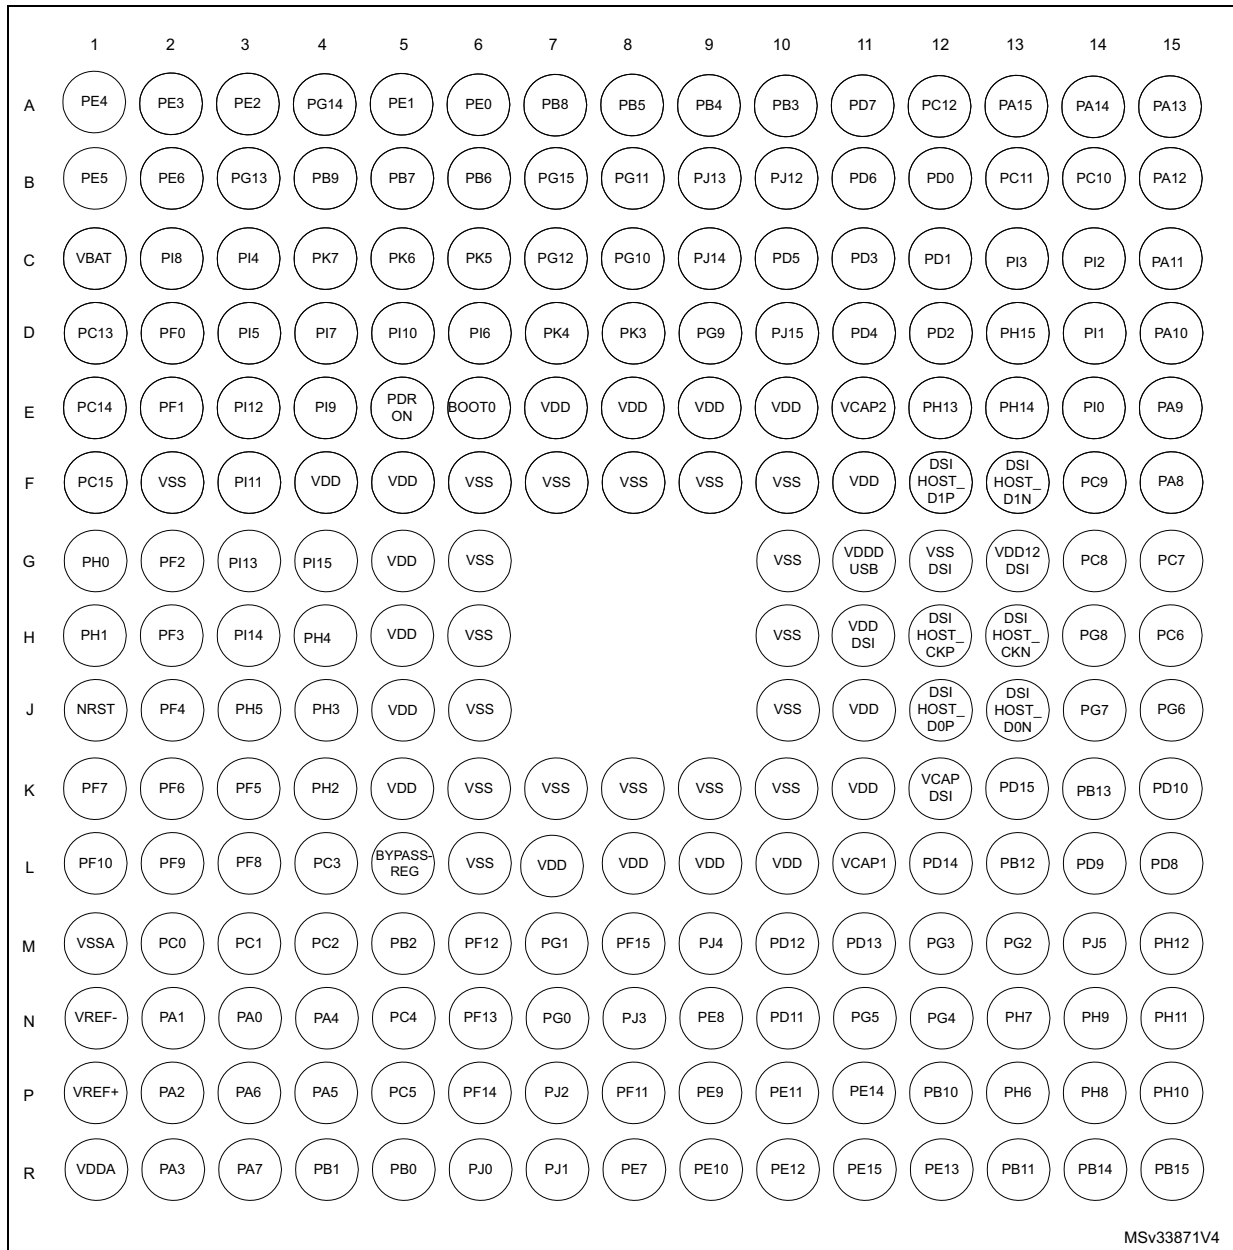 1 2 3 4 5 6 7 8 9 10 11 12 13 14 15
A PE4 PE3 PE2 PG14 PE1 PE0 PB8 PB5 PB4 PB3 PD7 PC12 PA15 PA14 PA13
B PE5 PE6 PG13 PB9 PB7 PB6 PG15 PG11 PJ13 PJ12 PD6 PD0 PC11 PC10 PA12
C VBAT PI8 PI4 PK7 PK6 PK5 PG12 PG10 PJ14 PD5 PD3 PD1 PI3 PI2 PA11
D PC13 PF0 PI5 PI7 PI10 PI6 PK4 PK3 PG9 PJ15 PD4 PD2 PH15 PI1 PA10
E PC14 PF1 PI12 PI9 PDR ON BOOT0 VDD VDD VDD VDD VCAP2 PH13 PH14 PI0 PA9
F PC15 VSS PI11 VDD VDD VSS VSS VSS VSS VSS VDD DSI HOST_ D1P DSI HOST_ D1N PC9 PA8
G PH0 PF2 PI13 PI15 VDD VSS VSS VDDD USB VSS DSI VDD12 DSI PC8 PC7
H PH1 PF3 PI14 PH4 VDD VSS VSS VDD DSI DSI HOST_ CKP DSI HOST_ CKN PG8 PC6
J NRST PF4 PH5 PH3 VDD VSS VSS VDD DSI HOST_ D0P DSI HOST_ D0N PG7 PG6
K PF7 PF6 PF5 PH2 VDD VSS VSS VSS VSS VSS VDD VCAP DSI PD15 PB13 PD10
L PF10 PF9 PF8 PC3 BYPASS- REG VSS VDD VDD VDD VDD VCAP1 PD14 PB12 PD9 PD8
M VSSA PC0 PC1 PC2 PB2 PF12 PG1 PF15 PJ4 PD12 PD13 PG3 PG2 PJ5 PH12
N VREF- PA1 PA0 PA4 PC4 PF13 PG0 PJ3 PE8 PD11 PG5 PG4 PH7 PH9 PH11
P VREF+ PA2 PA6 PA5 PC5 PF14 PJ2 PF11 PE9 PE11 PE14 PB10 PH6 PH8 PH10
R VDDA PA3 PA7 PB1 PB0 PJ0 PJ1 PE7 PE10 PE12 PE15 PE13 PB11 PB14 PB15
MSv33871V4